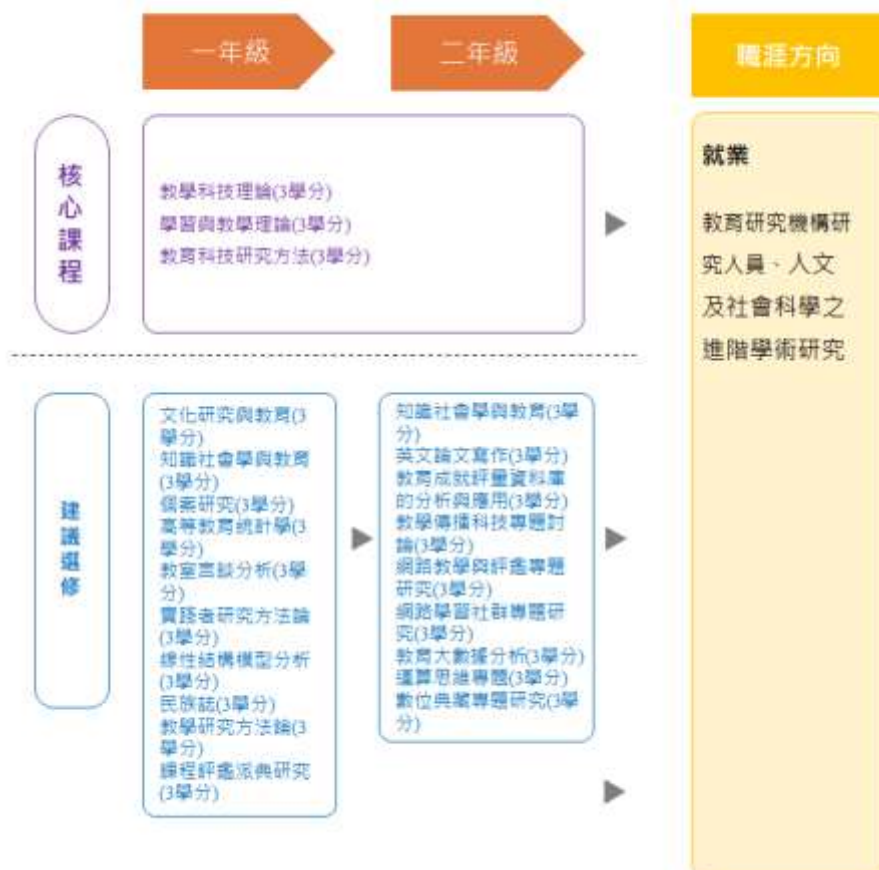 一年級
二年級
職涯方向
核
心
課
程
教學科技理論(3學分)
學習與教學理論(3學分)
教育科技研究方法(3學分)
就業
教育研究機構研
究人員、人文
及社會科學之
進階學術研究
建
議
選
修
文化研究與教育(3
學分)
知識社會學與教育
(3學分)
個案研究(3學分)
高等教育統計學(3
學分)
教室言談分析(3學
分)
實踐者研究方法論
(3學分)
線性結構模型分析
(3學分)
民族誌(3學分)
教學研究方法論(3
學分)
課程評鑑派典研究
(3學分)
知識社會學與教育(3學
分)
英文論文寫作(3學分)
教育成就評量資料庫
的分析與應用(3學分)
教學傳播科技專題討
論(3學分)
網路教學與評鑑專題
研究(3學分)
網路學習社群專題研
究(3學分)
教育大數據分析(3學分)
運算思維專題(3學分)
數位典藏專題研究(3學
分)